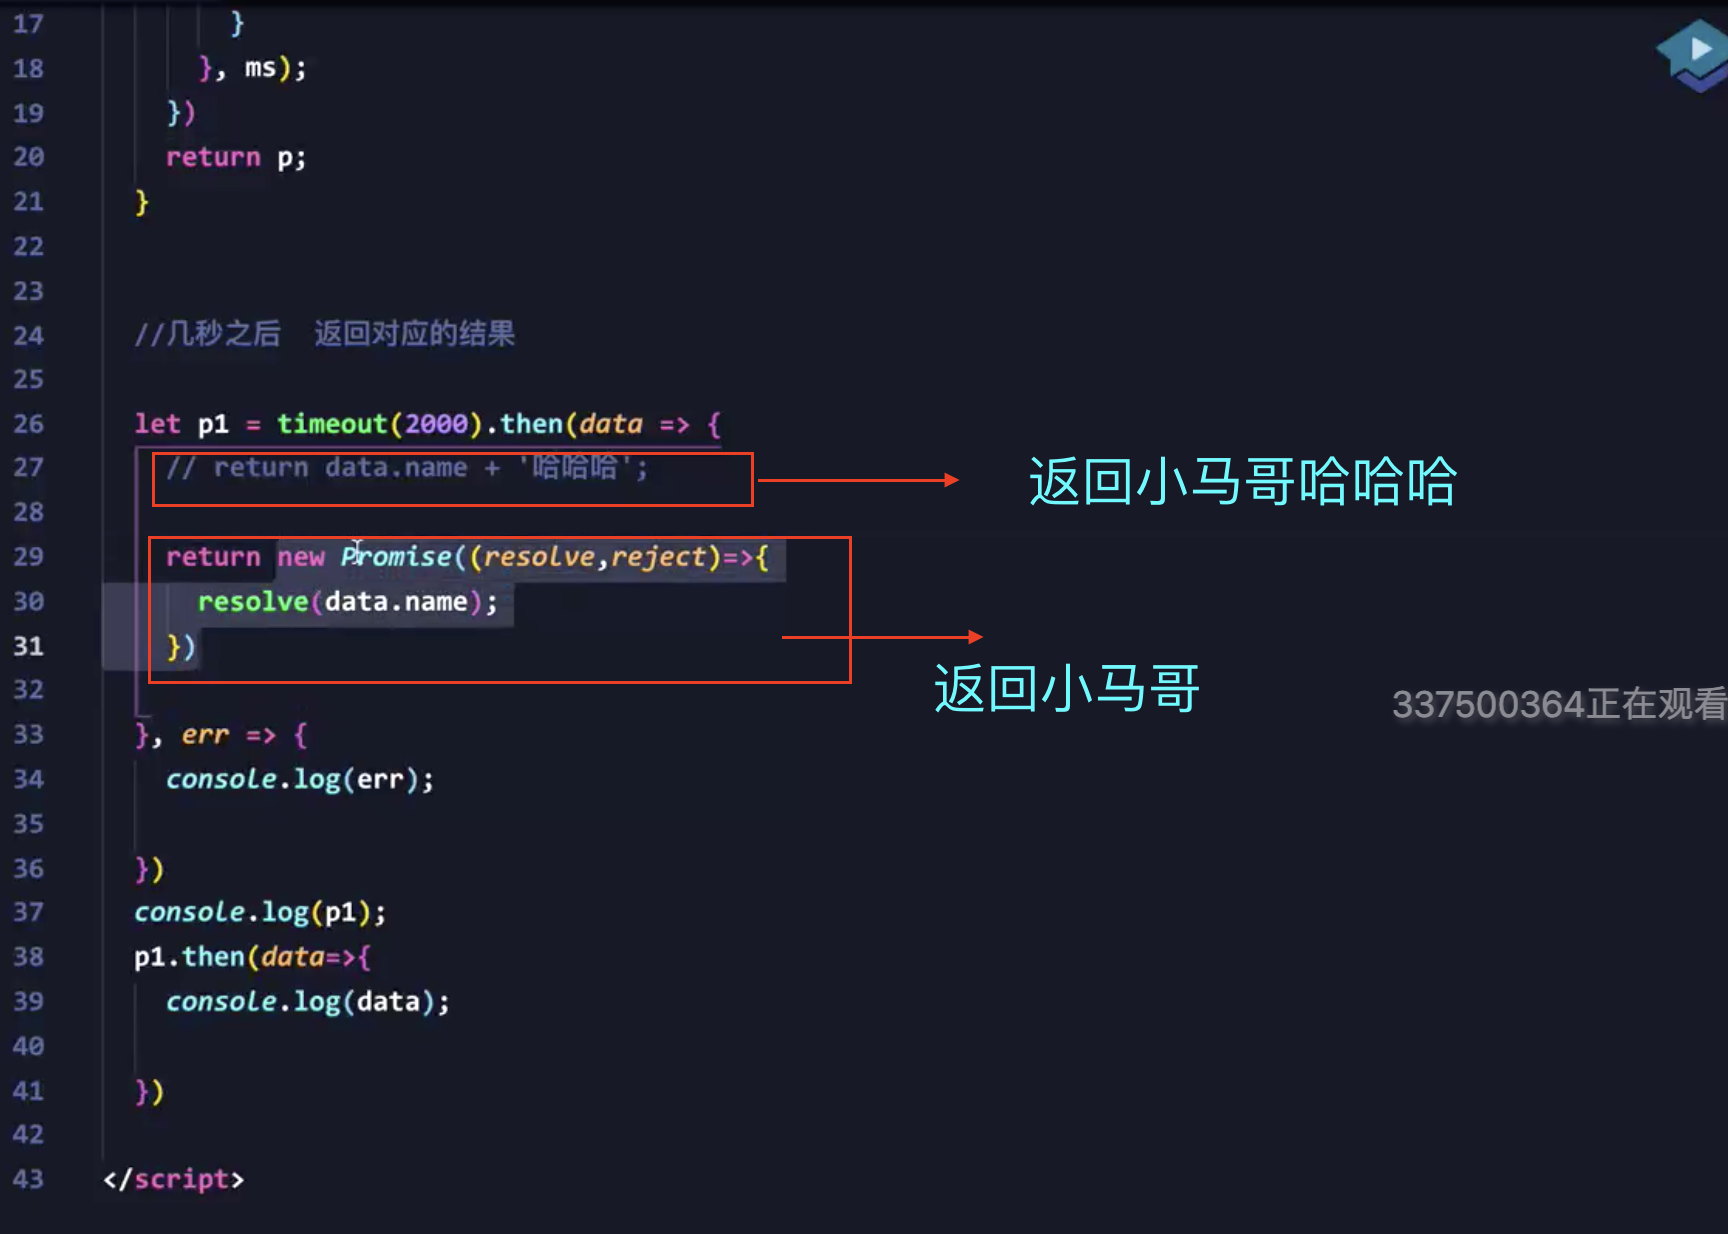 17 }
18 }, ms);
19 })
20 return p;
21 }
22
23
24 //几秒之后 返回对应的结果
25
26 let p1 = timeout(2000).then(data => {
27 // return data.name + '哈哈哈'; 返回小马哥哈哈哈
28
29 return new Promise((resolve,reject)=>{
30 resolve(data.name);
31 })
返回小马哥
32
337500364正在观看
33 }, err => {
34 console.log(err);
35
36 })
37 console.log(p1);
38 p1.then(data=>{
39 console.log(data);
40
41 })
42
43 </script>